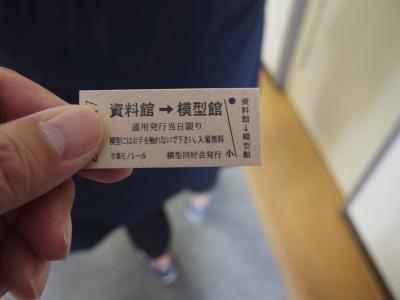 資料館→模型館
通用発行当日限り
模型にはお手を触れないで下さい。入場無料
千葉モノレール 模型同好会発行
小
資料館→模型館